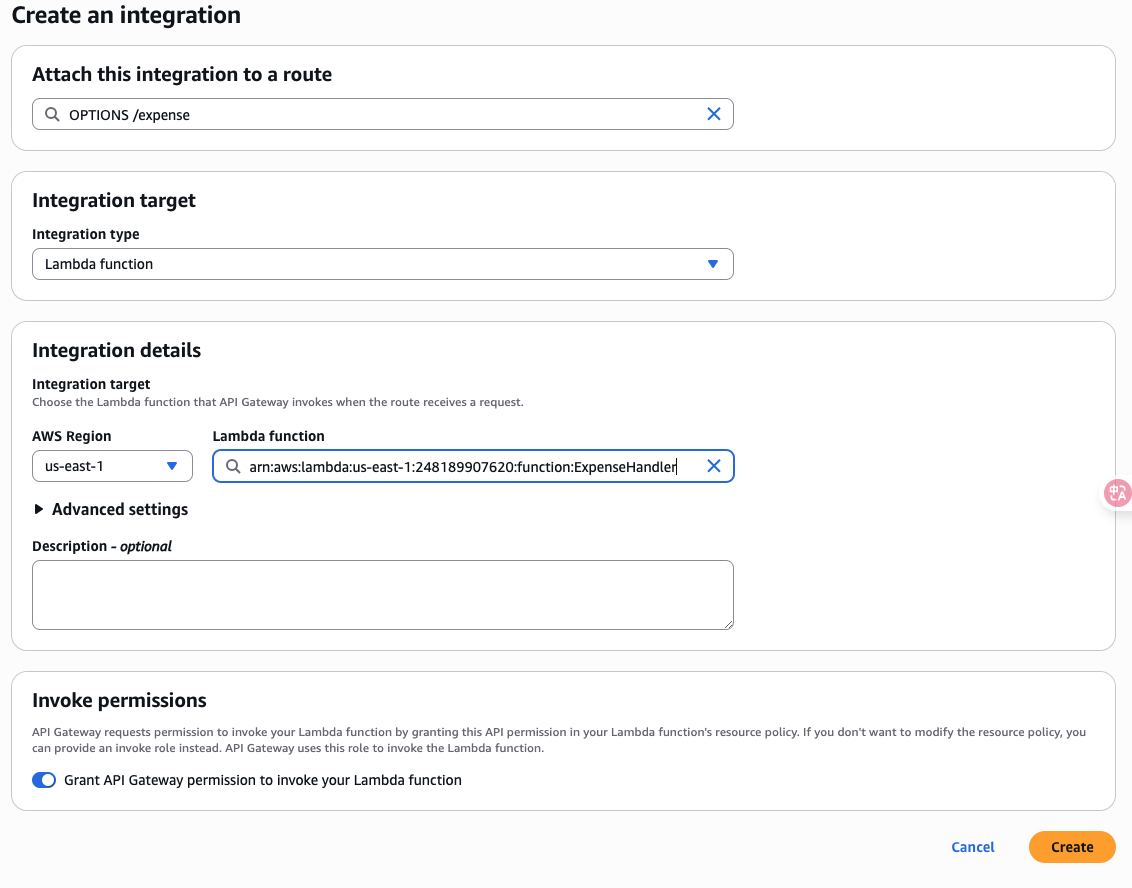 Create an integration
Attach this integration to a route
OPTIONS /expense
Integration target
Integration type
Lambda function
Integration details
Integration target
Choose the Lambda function that API Gateway invokes when the route receives a request.
AWS Region
Lambda function
us-east-1
arn:aws:lambda:us-east-1:248189907620:function:ExpenseHandler
Advanced settings
Description - optional
Invoke permissions
API Gateway requests permission to invoke your Lambda function by granting this API permission in your Lambda function's resource policy. If you don't want to modify the resource policy, you
can provide an invoke role instead. API Gateway uses this role to invoke the Lambda function.
Grant API Gateway permission to invoke your Lambda function
Cancel
Create
中A